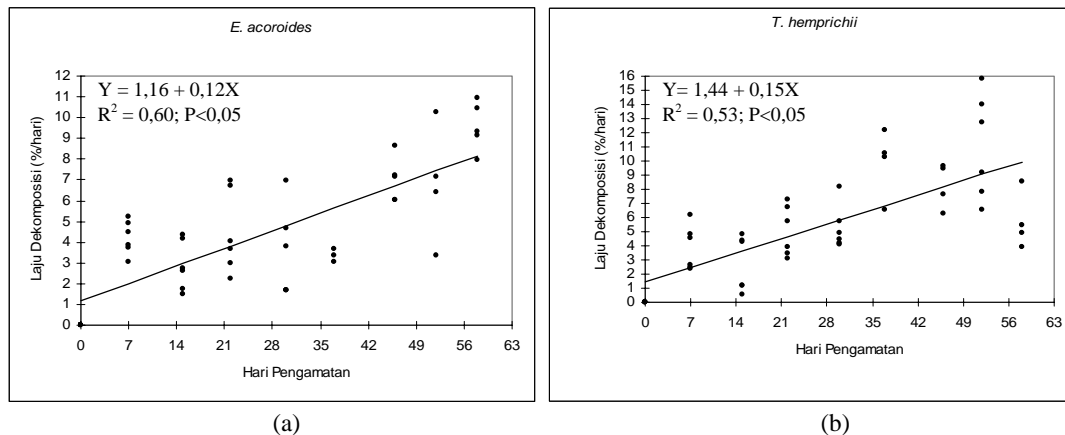 E. acoroides
Y = 1,16 + 0,12X
R² = 0,60; P<0,05
Laju Dekomposisi (%/hari)
12
11
10
9
8
7
6
5
4
3
2
1
0
0 7 14 21 28 35 42 49 56 63
Hari Pengamatan
(a)
T. hemprichii
Y= 1,44 + 0,15X
R² = 0,53; P<0,05
Laju Dekomposisi (%/hari)
16
15
14
13
12
11
10
9
8
7
6
5
4
3
2
1
0
0 7 14 21 28 35 42 49 56 63
Hari Pengamatan
(b)